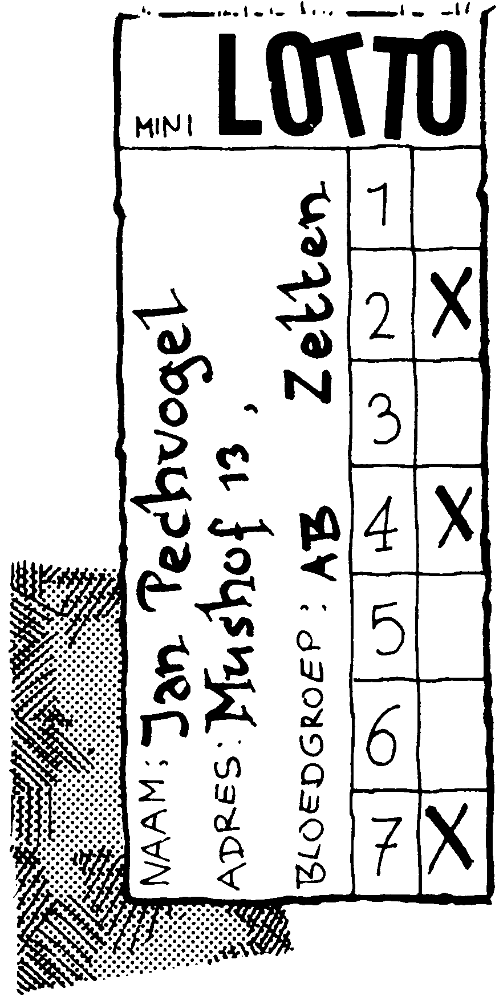 MINI LOTTO
NAAM: Jan Pechvogel
ADRES: Mushof 13,
Zetten
BLOEDGROEP: AB
1
2 X
3
4 X
5
6
7 X